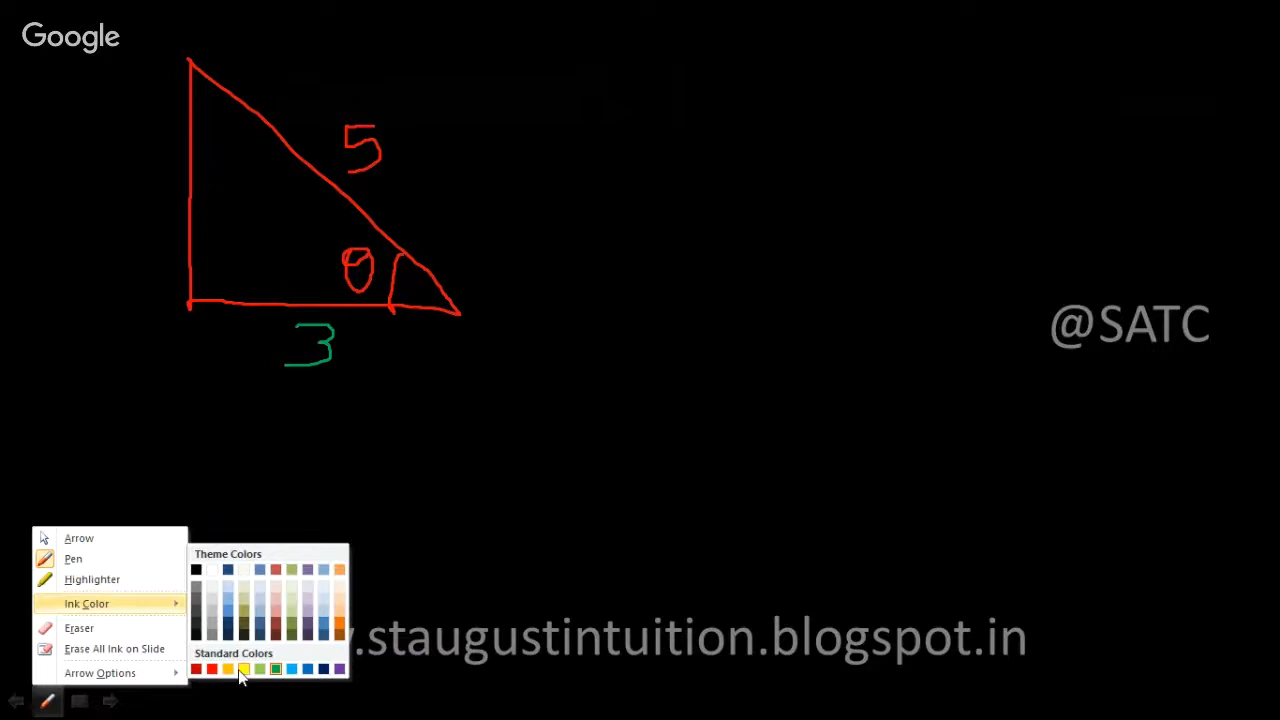 Google
5
θ
3
@SATC
.staugustintuition.blogspot.in
Arrow
Pen
Highlighter
Ink Color
Eraser
Erase All Ink on Slide
Arrow Options
Theme Colors
Standard Colors